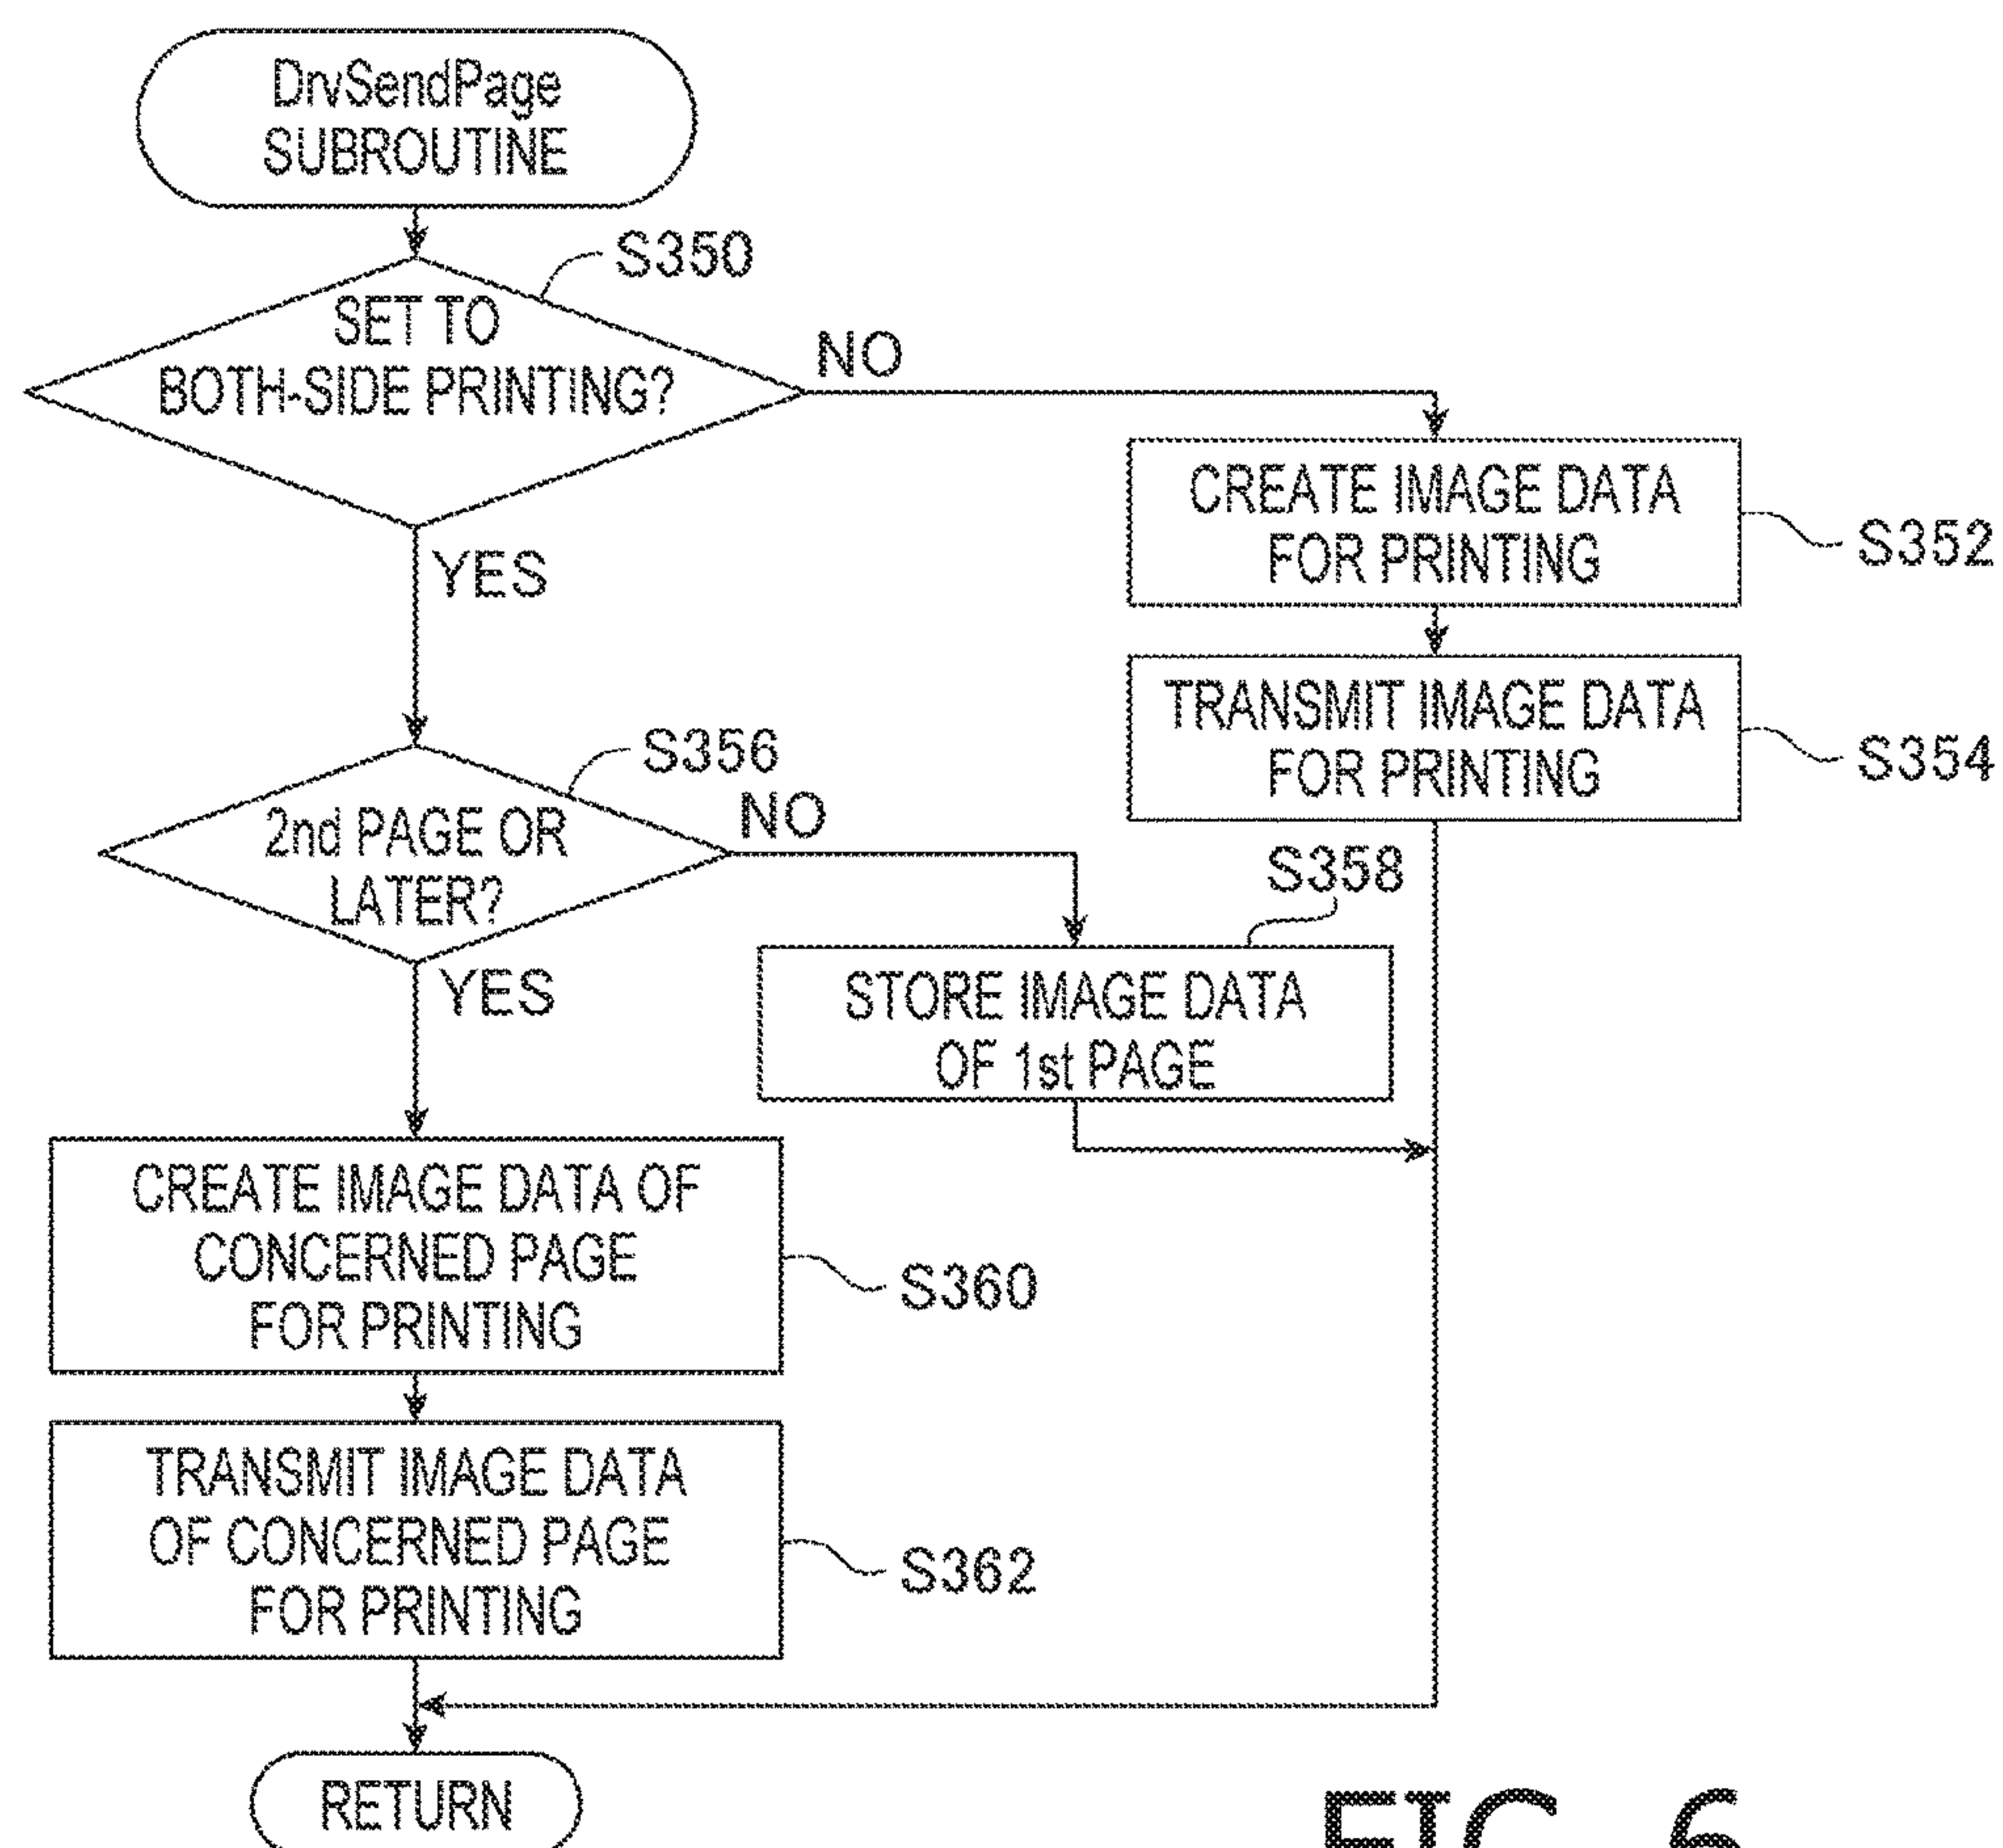 DrvSendPage
SUBROUTINE
S350
SET TO
BOTH-SIDE PRINTING?
NO
YES
CREATE IMAGE DATA
FOR PRINTING
S352
TRANSMIT IMAGE DATA
FOR PRINTING
S354
S356
2nd PAGE OR
LATER?
NO
YES
S358
STORE IMAGE DATA
OF 1st PAGE
CREATE IMAGE DATA OF
CONCERNED PAGE
FOR PRINTING
S360
TRANSMIT IMAGE DATA
OF CONCERNED PAGE
FOR PRINTING
S362
RETURN
FIG. 6